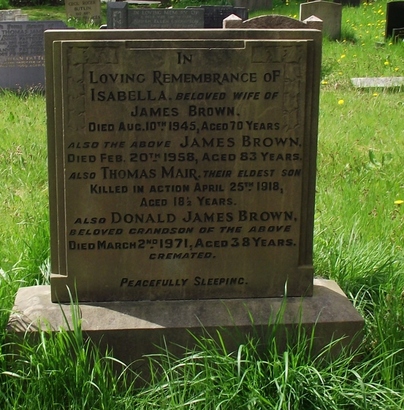 IN
LOVING REMEMBRANCE OF
ISABELLA, BELOVED WIFE OF
JAMES BROWN.
DIED AUG. 10TH 1945, AGED 70 YEARS
ALSO THE ABOVE JAMES BROWN,
DIED FEB. 20TH 1958, AGED 83 YEARS.
ALSO THOMAS MAIR, THEIR ELDEST SON
KILLED IN ACTION APRIL 25TH 1918,
AGED 18½ YEARS.
ALSO DONALD JAMES BROWN,
BELOVED GRANDSON OF THE ABOVE
DIED MARCH 2ND 1971, AGED 38 YEARS.
CREMATED.
PEACEFULLY SLEEPING.